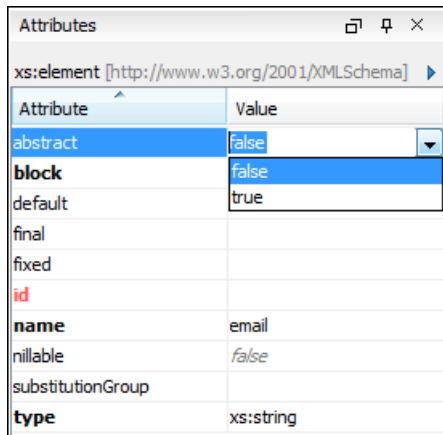 Attributes
xs:element [http://www.w3.org/2001/XMLSchema]
Attribute Value
abstract false
block false
default true
final
fixed
id
name email
nillable false
substitutionGroup
type xs:string